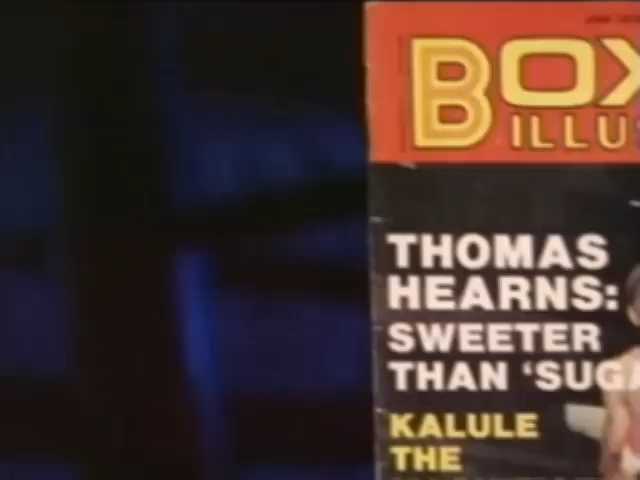 BOX
ILLUS
THOMAS
HEARNS:
SWEETER
THAN ‘SUGA
KALULE
THE